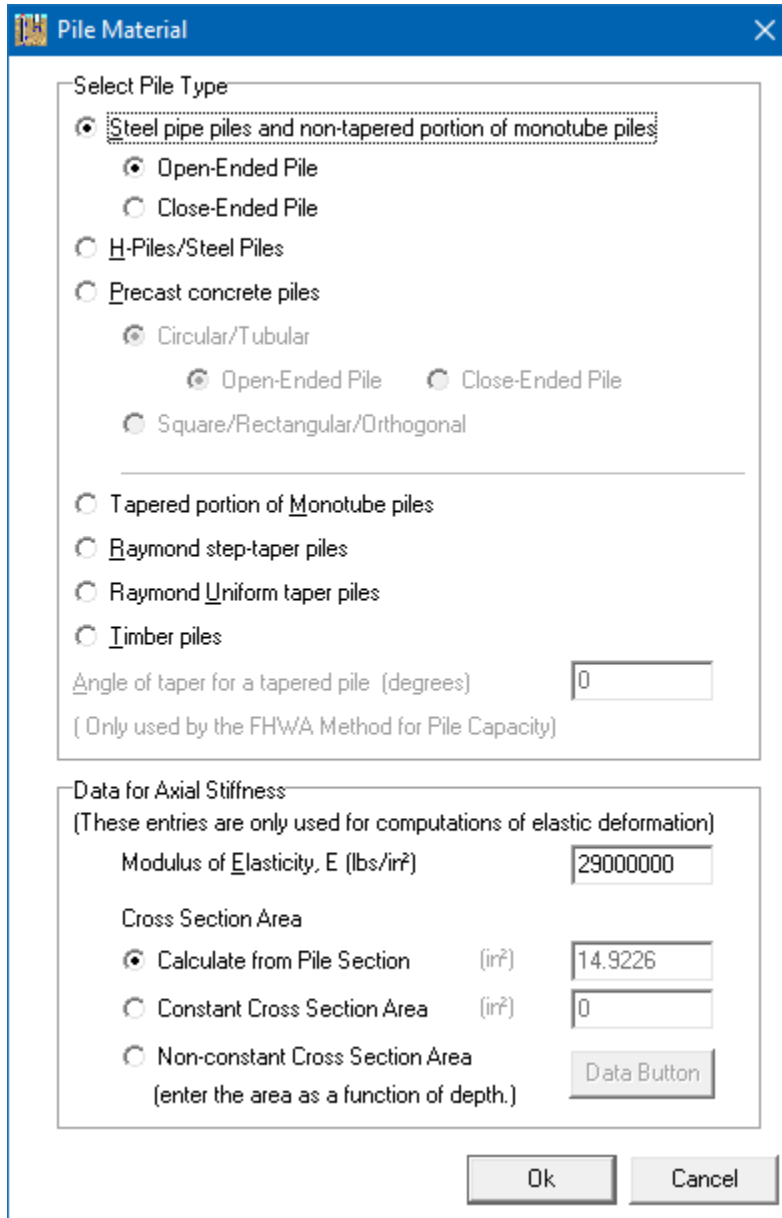 Pile Material
Select Pile Type
Steel pipe piles and non-tapered portion of monotube piles
Open-Ended Pile
Close-Ended Pile
H-Piles/Steel Piles
Precast concrete piles
Circular/Tubular
Open-Ended Pile Close-Ended Pile
Square/Rectangular/Orthogonal
Tapered portion of Monotube piles
Raymond step-taper piles
Raymond Uniform taper piles
Timber piles
Angle of taper for a tapered pile (degrees) 0
( Only used by the FHWA Method for Pile Capacity)
Data for Axial Stiffness
(These entries are only used for computations of elastic deformation)
Modulus of Elasticity, E (lbs/in²) 29000000
Cross Section Area
Calculate from Pile Section (in²) 14.9226
Constant Cross Section Area (in²) 0
Non-constant Cross Section Area
(enter the area as a function of depth.) Data Button
Ok Cancel